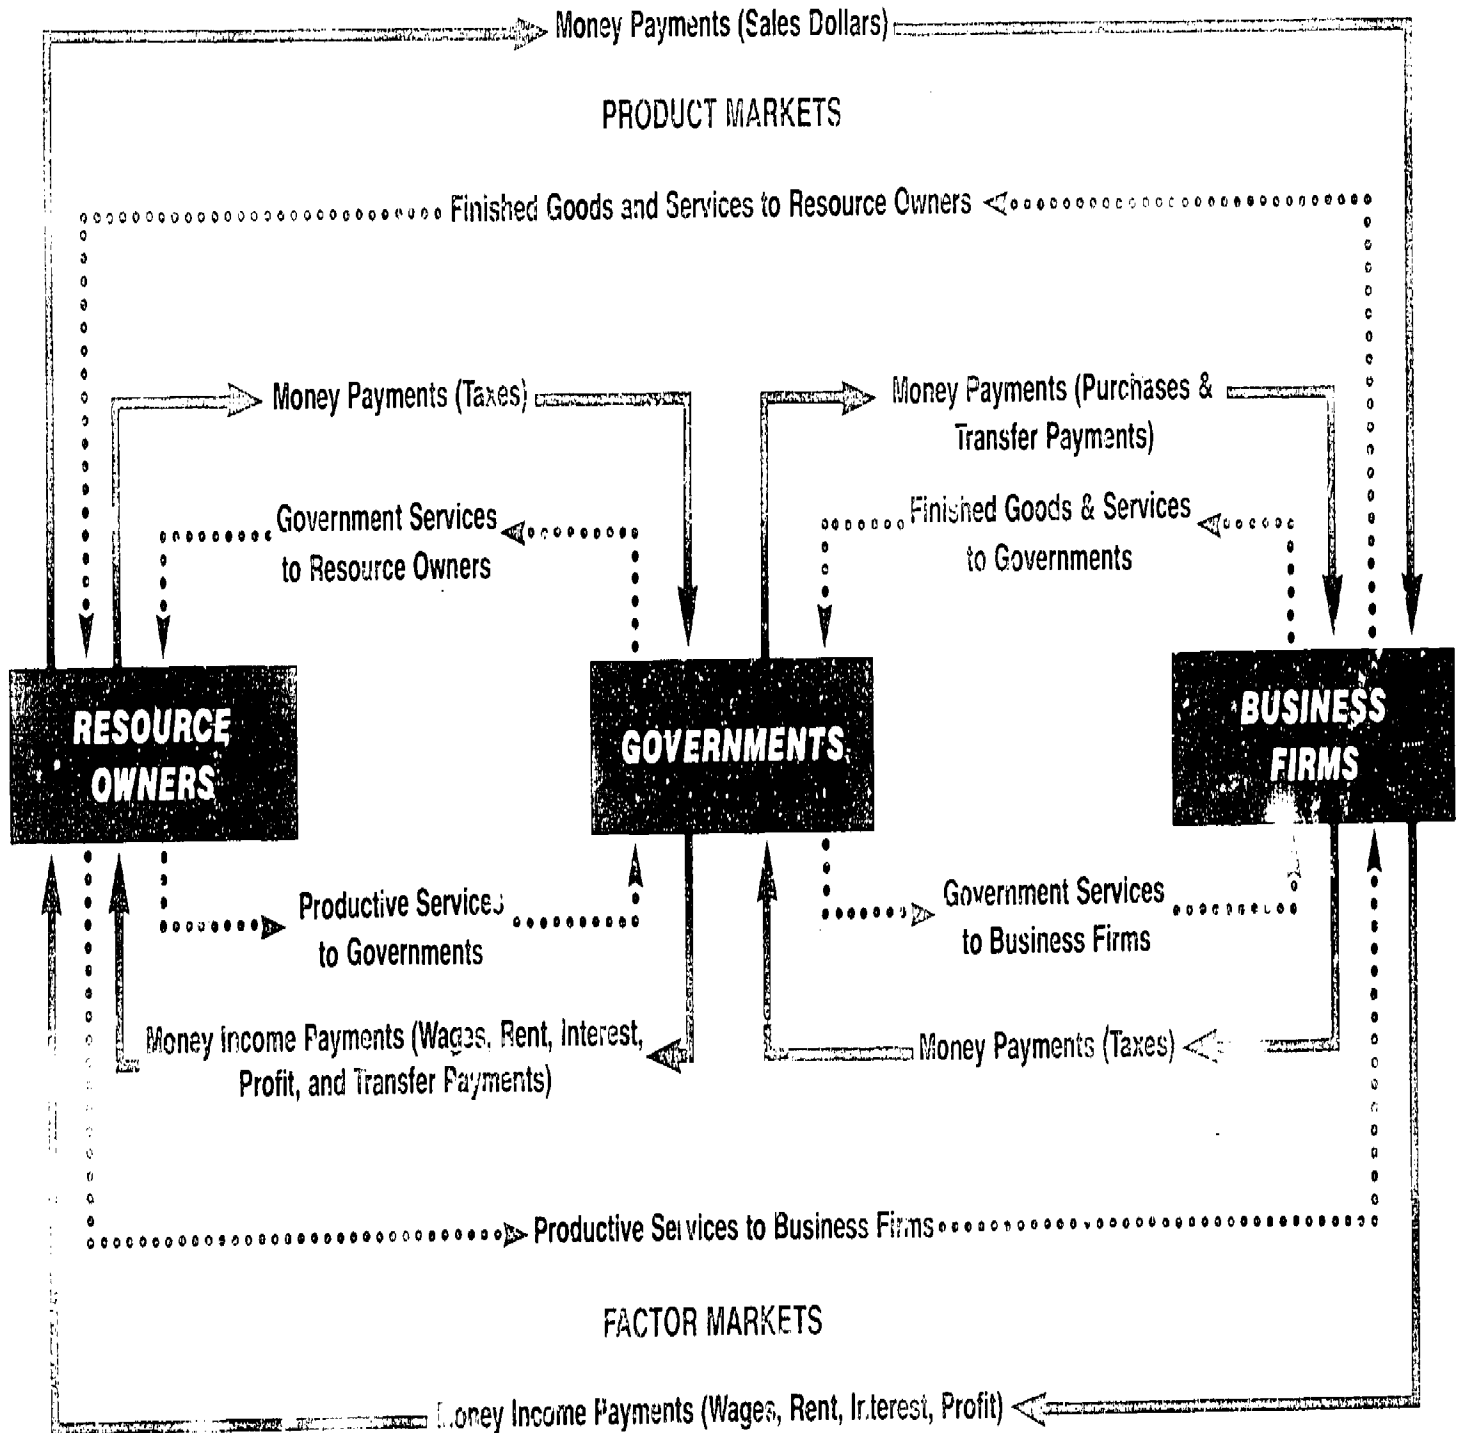 Money Payments (Sales Dollars)
PRODUCT MARKETS
Finished Goods and Services to Resource Owners
Money Payments (Taxes)
Money Payments (Purchases &
Transfer Payments)
Government Services
to Resource Owners
Finished Goods & Services
to Governments
RESOURCE
OWNERS
GOVERNMENTS
BUSINESS
FIRMS
Productive Services
to Governments
Government Services
to Business Firms
Money Income Payments (Wages, Rent, Interest,
Profit, and Transfer Payments)
Money Payments (Taxes)
Productive Services to Business Firms
FACTOR MARKETS
Money Income Payments (Wages, Rent, Interest, Profit)